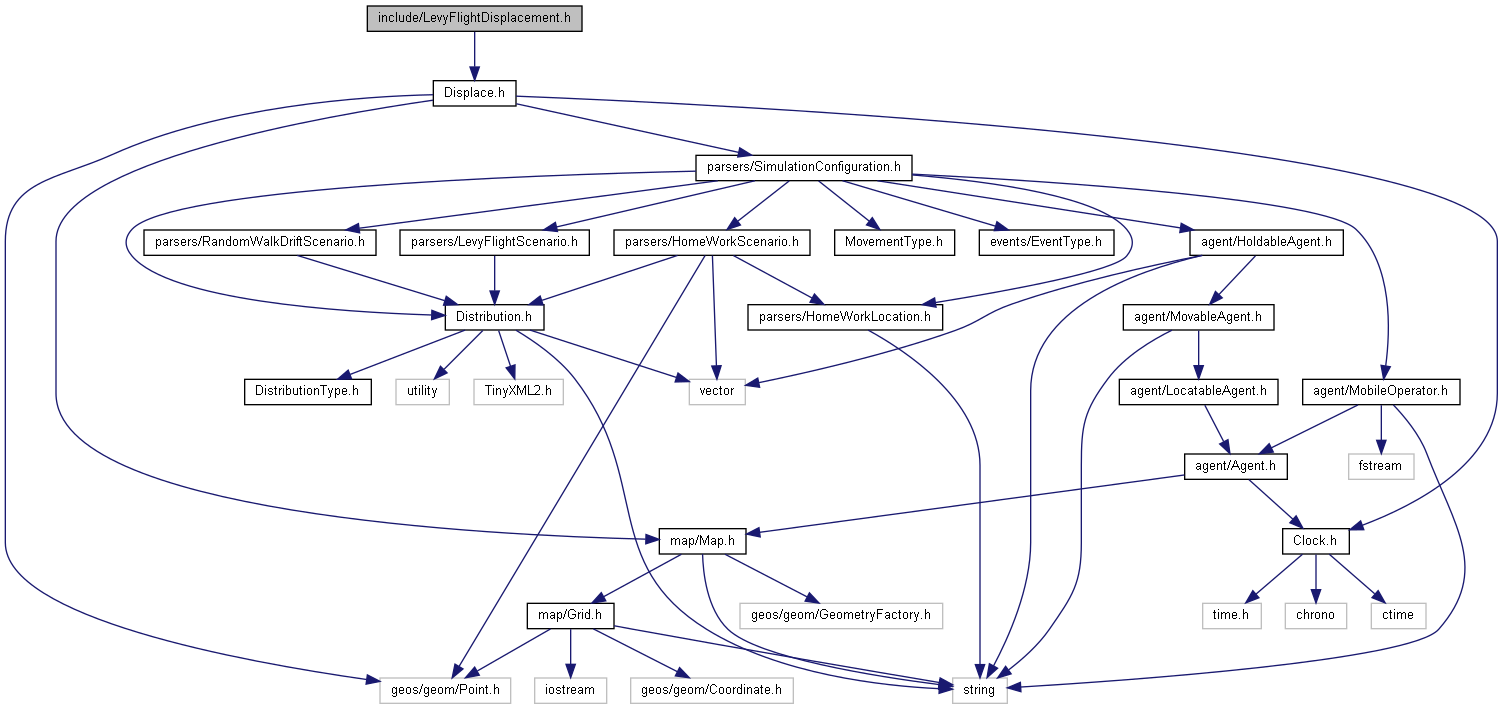 include/LevyFlightDisplacement.h
Displace.h
parsers/SimulationConfiguration.h
parsers/RandomWalkDriftScenario.h
parsers/LevyFlightScenario.h
parsers/HomeWorkScenario.h
MovementType.h
events/EventType.h
agent/HoldableAgent.h
Distribution.h
parsers/HomeWorkLocation.h
agent/MovableAgent.h
DistributionType.h
utility
TinyXML2.h
vector
agent/LocatableAgent.h
agent/MobileOperator.h
agent/Agent.h
fstream
map/Map.h
Clock.h
map/Grid.h
geos/geom/GeometryFactory.h
time.h
chrono
ctime
geos/geom/Point.h
iostream
geos/geom/Coordinate.h
string